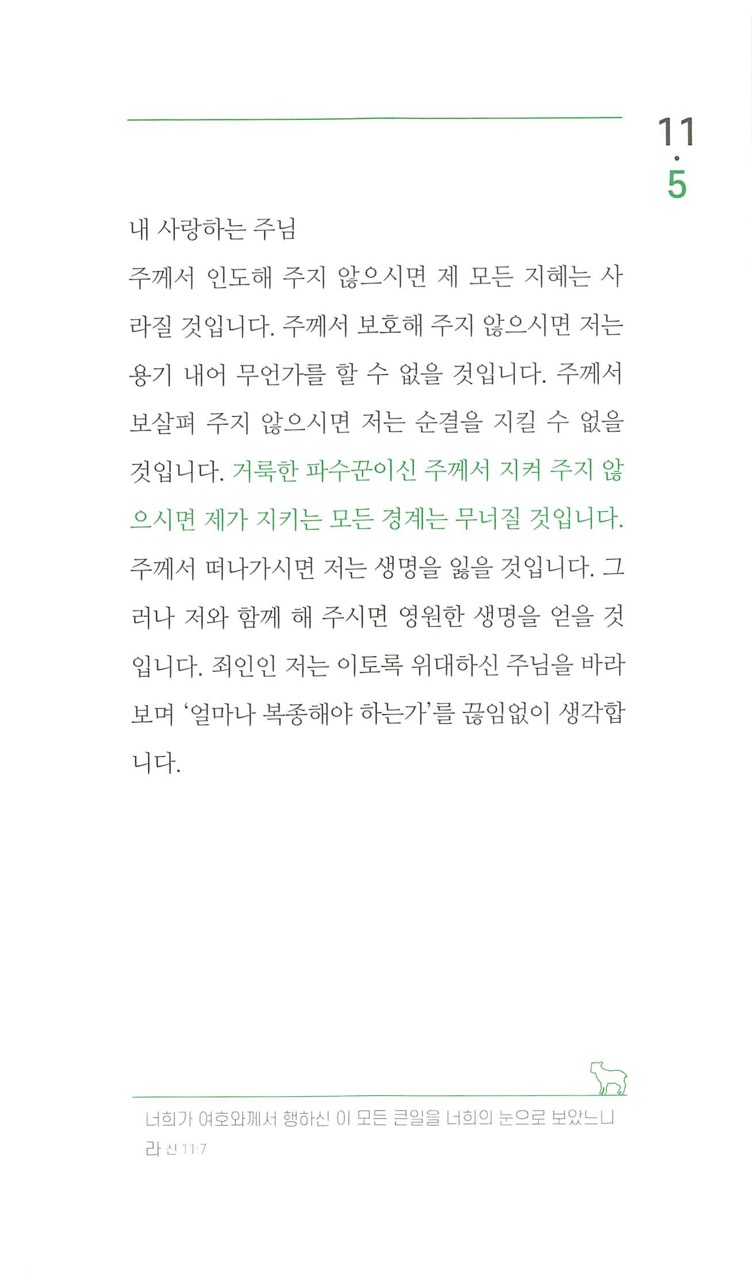 11
·
5
내 사랑하는 주님
주께서 인도해 주지 않으시면 제 모든 지혜는 사
라질 것입니다. 주께서 보호해 주지 않으시면 저는
용기 내어 무언가를 할 수 없을 것입니다. 주께서
보살펴 주지 않으시면 저는 순결을 지킬 수 없을
것입니다. 거룩한 파수꾼이신 주께서 지켜 주지 않
으시면 제가 지키는 모든 경계는 무너질 것입니다.
주께서 떠나가시면 저는 생명을 잃을 것입니다. 그
러나 저와 함께 해 주시면 영원한 생명을 얻을 것
입니다. 죄인인 저는 이토록 위대하신 주님을 바라
보며 ‘얼마나 복종해야 하는가’를 끊임없이 생각합
니다.
너희가 여호와께서 행하신 이 모든 큰일을 너희의 눈으로 보았느니
라 신 11:7